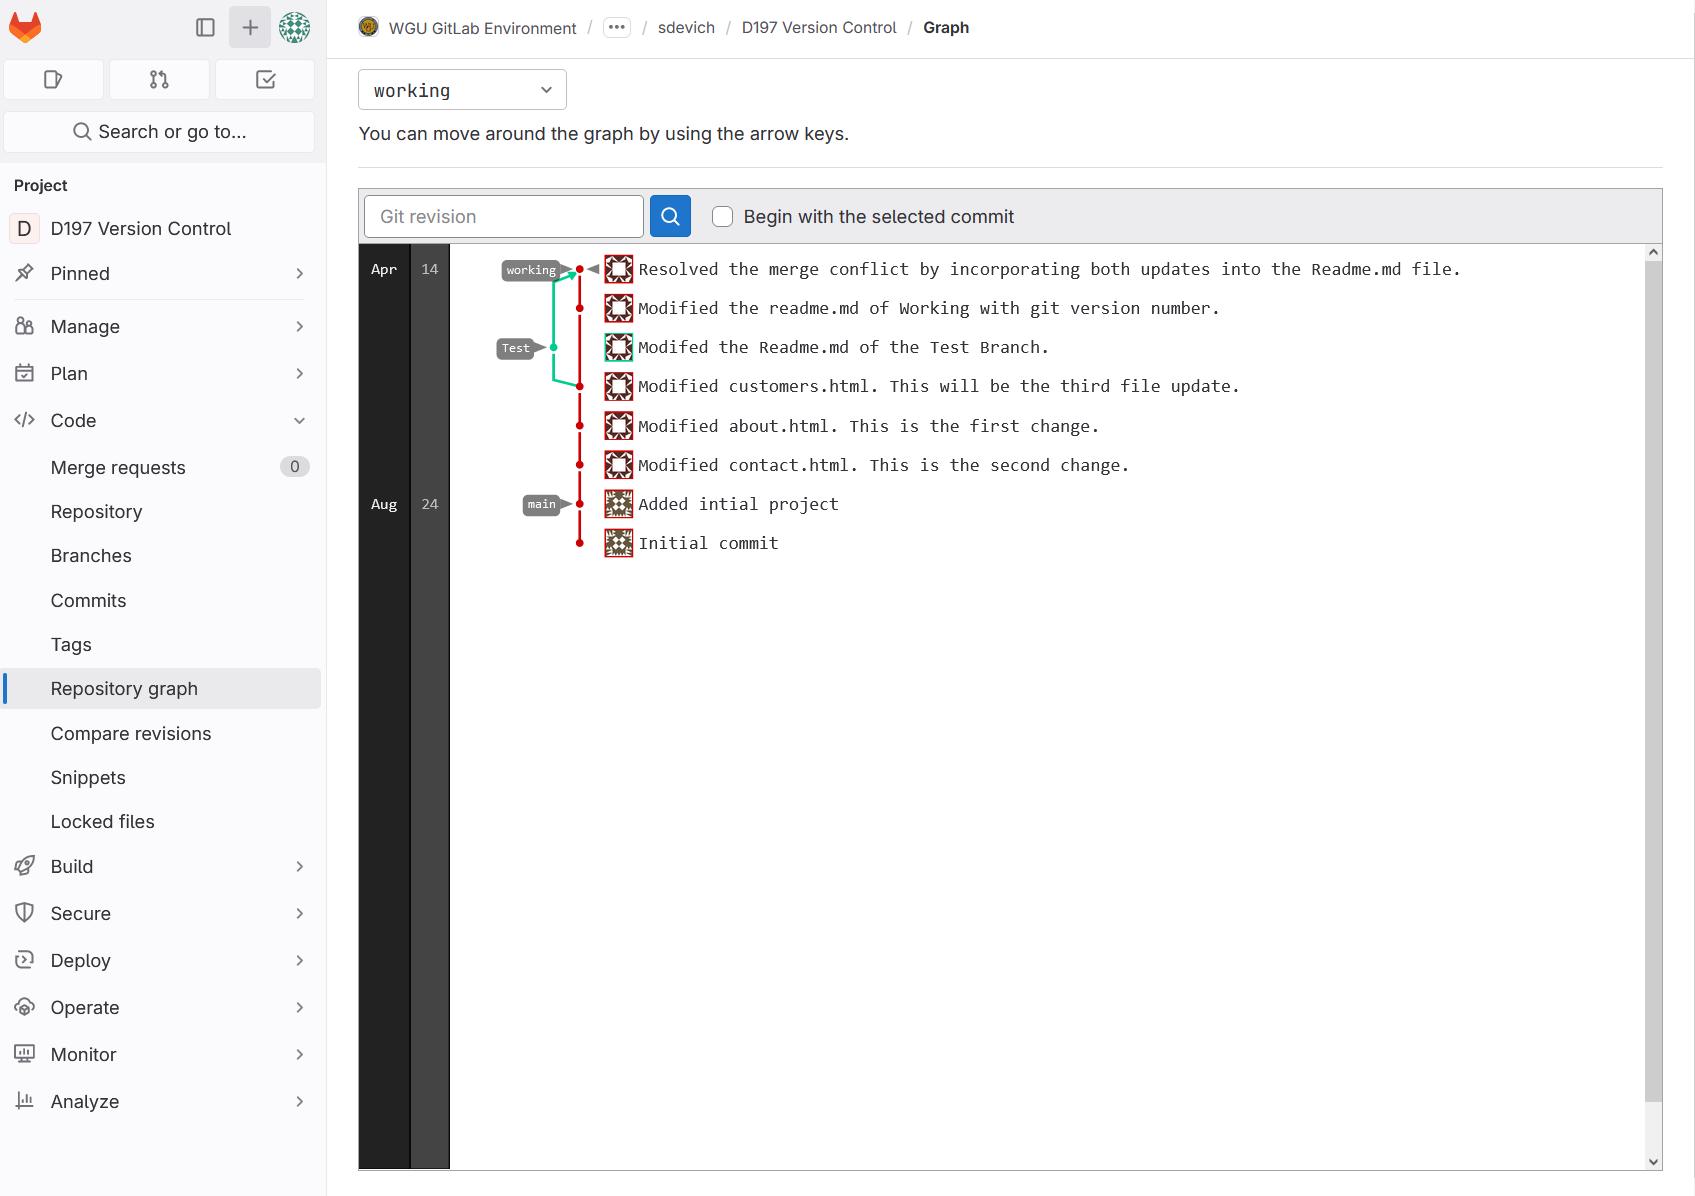 WGU GitLab Environment / ••• / sdevich / D197 Version Control / Graph
Search or go to...
Project
D D197 Version Control
Pinned
Manage
Plan
Code
Merge requests 0
Repository
Branches
Commits
Tags
Repository graph
Compare revisions
Snippets
Locked files
Build
Secure
Deploy
Operate
Monitor
Analyze
working
You can move around the graph by using the arrow keys.
Git revision Begin with the selected commit
Apr 14 working Resolved the merge conflict by incorporating both updates into the Readme.md file.
Modified the readme.md of Working with git version number.
Test Modifed the Readme.md of the Test Branch.
Modified customers.html. This will be the third file update.
Modified about.html. This is the first change.
Modified contact.html. This is the second change.
Aug 24 main Added intial project
Initial commit